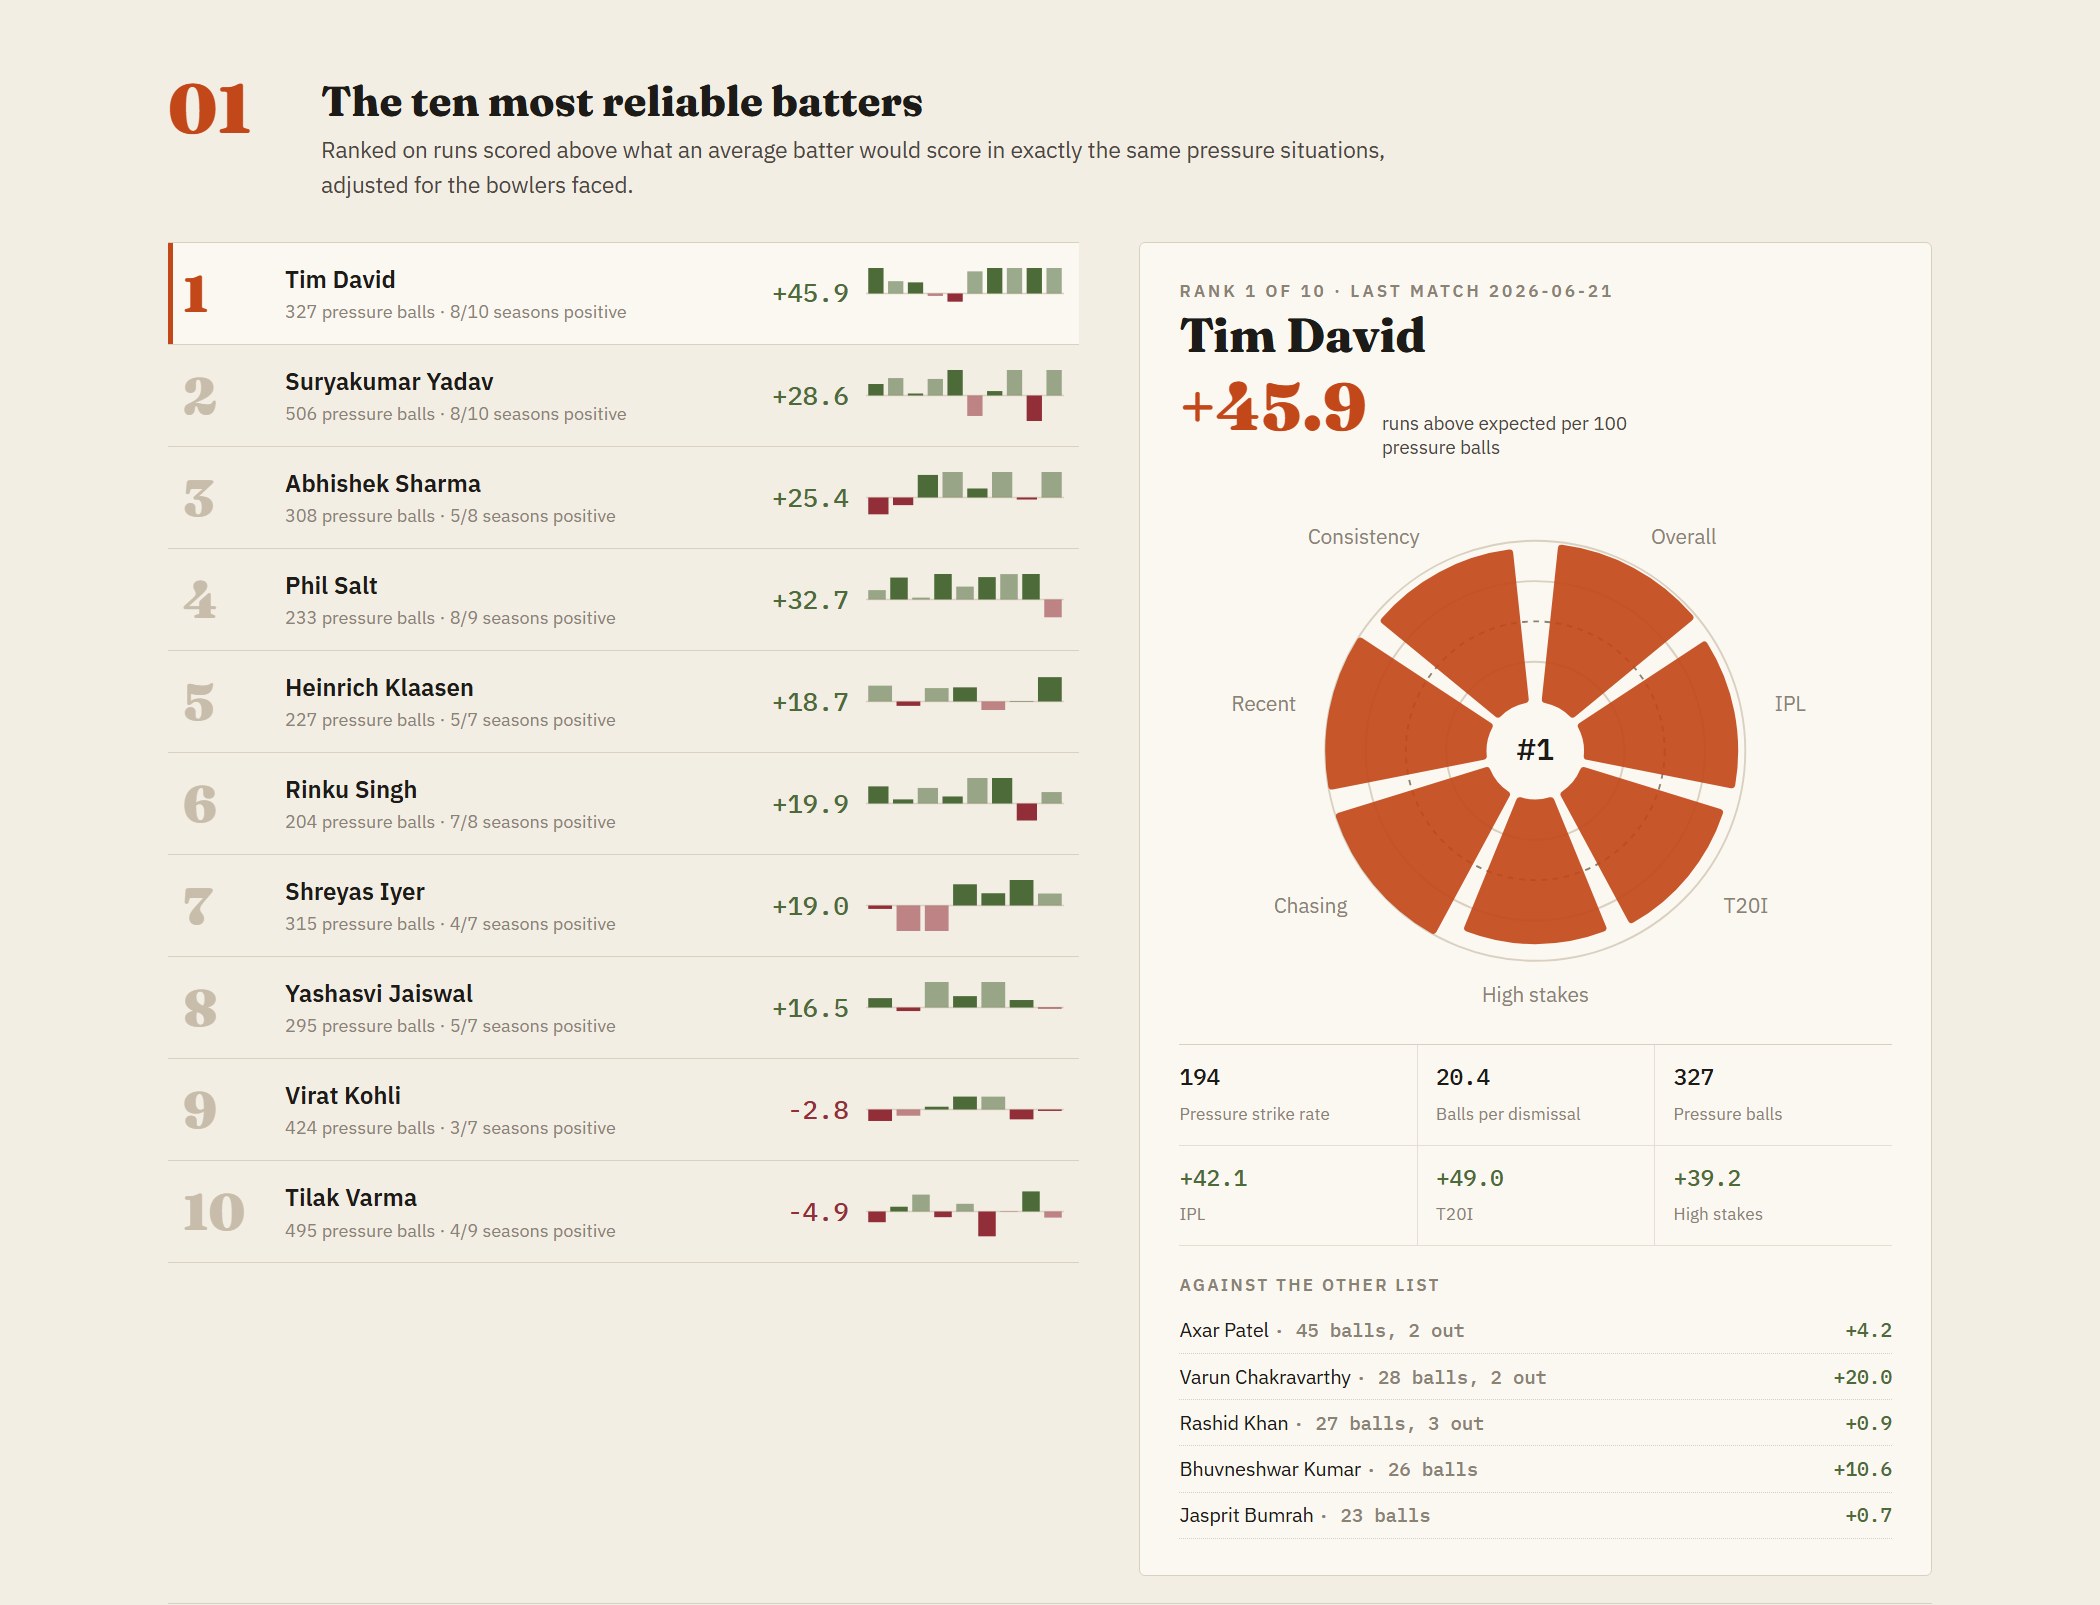 01
The ten most reliable batters
Ranked on runs scored above what an average batter would score in exactly the same pressure situations,
adjusted for the bowlers faced.
1
Tim David
327 pressure balls · 8/10 seasons positive
+45.9
2
Suryakumar Yadav
506 pressure balls · 8/10 seasons positive
+28.6
3
Abhishek Sharma
308 pressure balls · 5/8 seasons positive
+25.4
4
Phil Salt
233 pressure balls · 8/9 seasons positive
+32.7
5
Heinrich Klaasen
227 pressure balls · 5/7 seasons positive
+18.7
6
Rinku Singh
204 pressure balls · 7/8 seasons positive
+19.9
7
Shreyas Iyer
315 pressure balls · 4/7 seasons positive
+19.0
8
Yashasvi Jaiswal
295 pressure balls · 5/7 seasons positive
+16.5
9
Virat Kohli
424 pressure balls · 3/7 seasons positive
-2.8
10
Tilak Varma
495 pressure balls · 4/9 seasons positive
-4.9
RANK 1 OF 10 · LAST MATCH 2026-06-21
Tim David
+45.9
runs above expected per 100
pressure balls
Consistency
Overall
Recent
IPL
#1
Chasing
T20I
High stakes
194
Pressure strike rate
20.4
Balls per dismissal
327
Pressure balls
+42.1
IPL
+49.0
T20I
+39.2
High stakes
AGAINST THE OTHER LIST
Axar Patel · 45 balls, 2 out +4.2
Varun Chakravarthy · 28 balls, 2 out +20.0
Rashid Khan · 27 balls, 3 out +0.9
Bhuvneshwar Kumar · 26 balls +10.6
Jasprit Bumrah · 23 balls +0.7